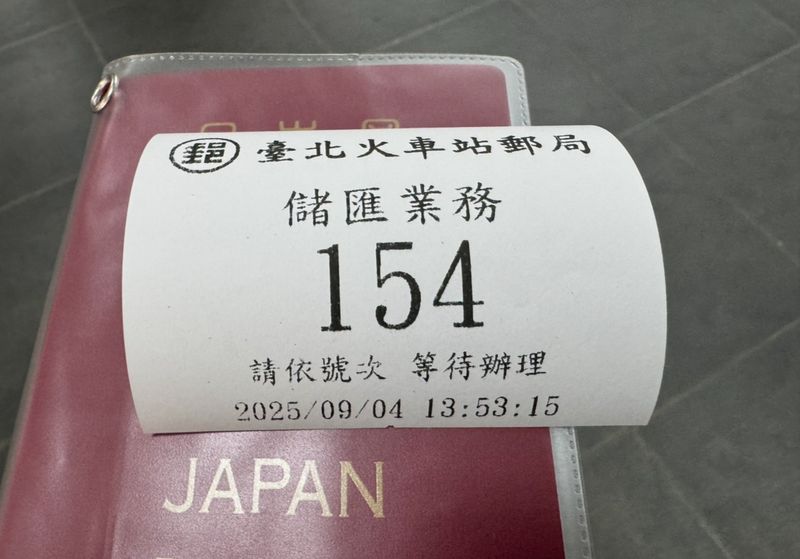 郵 臺北火車站郵局
儲匯業務
154
請依號次 等待辦理
2025/09/04 13:53:15
JAPAN